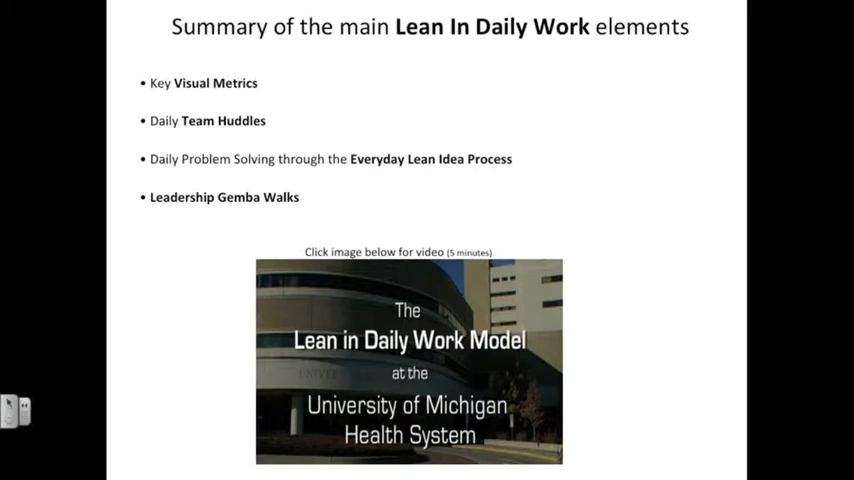 Summary of the main Lean In Daily Work elements
• Key Visual Metrics
• Daily Team Huddles
• Daily Problem Solving through the Everyday Lean Idea Process
• Leadership Gemba Walks
Click image below for video (5 minutes)
The
Lean in Daily Work Model
at the
University of Michigan
Health System